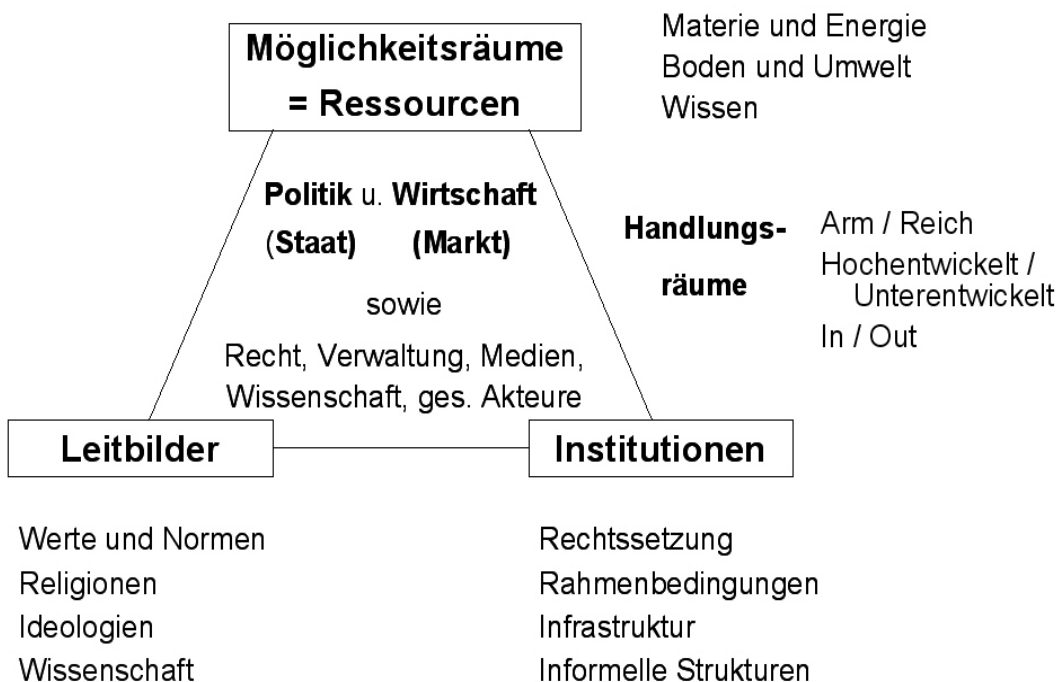 Möglichkeitsräume
= Ressourcen
Materie und Energie
Boden und Umwelt
Wissen
Politik u. Wirtschaft
(Staat) (Markt)
sowie
Recht, Verwaltung, Medien,
Wissenschaft, ges. Akteure
Handlungs-
räume
Arm / Reich
Hochentwickelt /
Unterentwickelt
In / Out
Leitbilder
Institutionen
Werte und Normen
Religionen
Ideologien
Wissenschaft
Rechtssetzung
Rahmenbedingungen
Infrastruktur
Informelle Strukturen